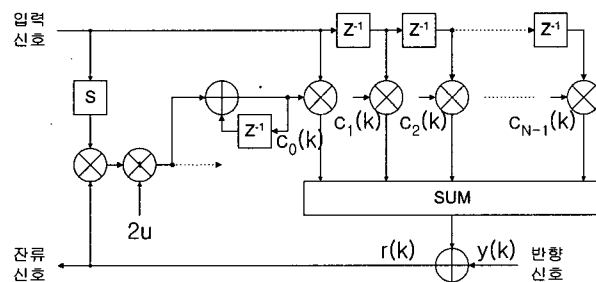 입력
신호
Z-1 Z-1 Z-1
S
Z-1
C0(k)
C1(k) C2(k) CN-1(k)
SUM
2u
잔류
신호
r(k) y(k)
반향
신호